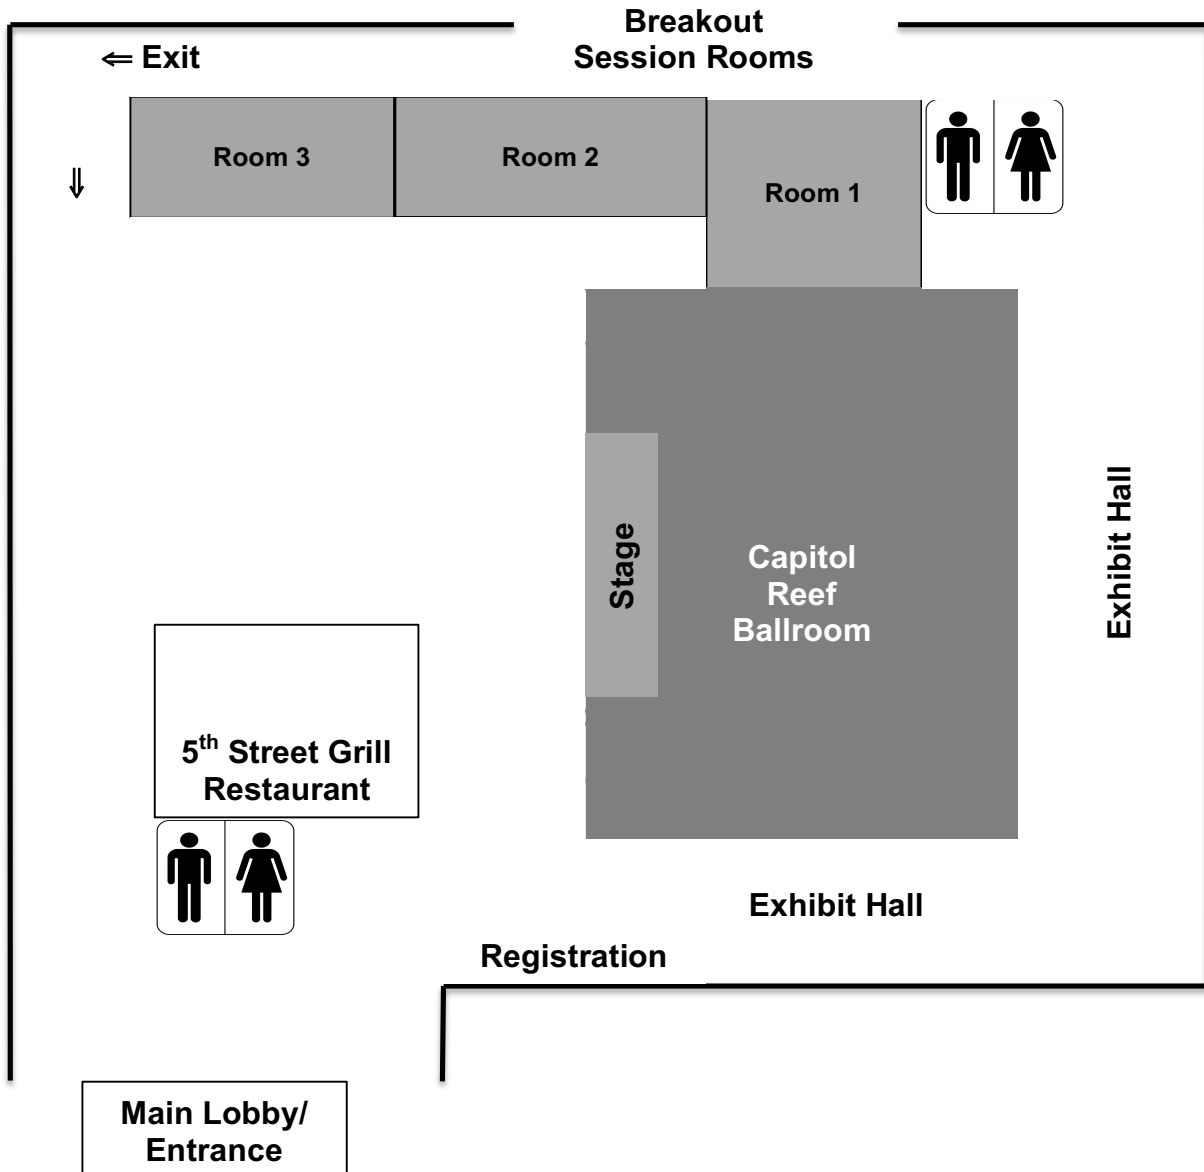 Breakout
Session Rooms
⇐ Exit
Room 3
Room 2
Room 1
⇓
Stage
Capitol
Reef
Ballroom
Exhibit Hall
5th Street Grill
Restaurant
Exhibit Hall
Registration
Main Lobby/
Entrance